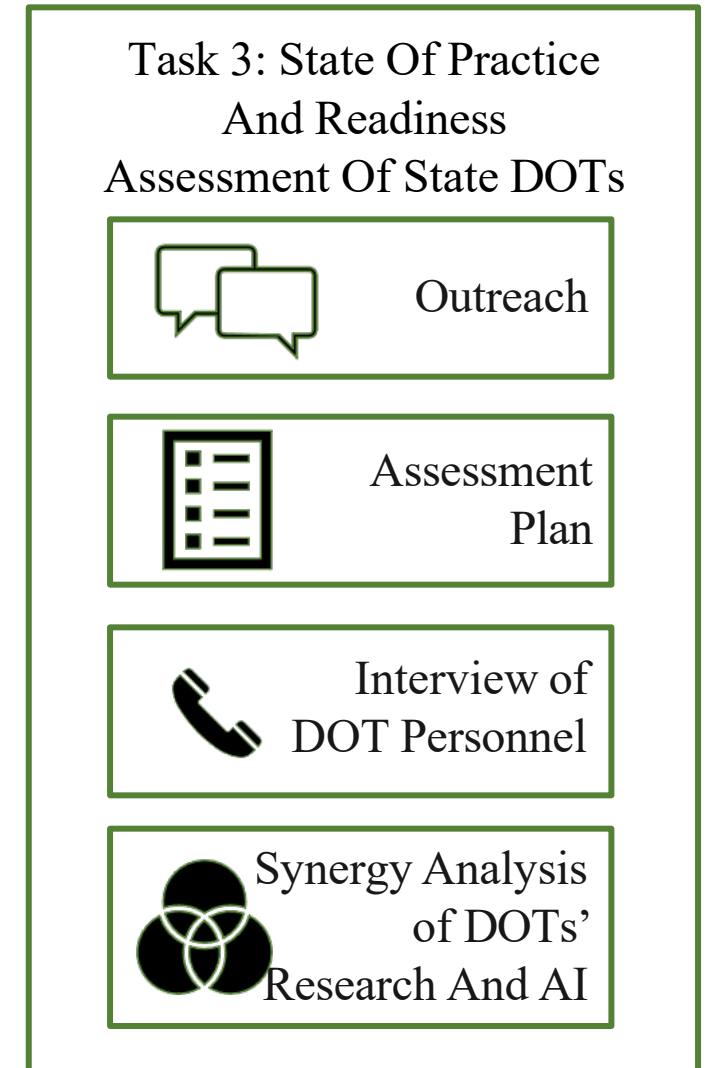 Task 3: State Of Practice
And Readiness
Assessment Of State DOTs
Outreach
Assessment
Plan
Interview of
DOT Personnel
Synergy Analysis
of DOTs’
Research And AI